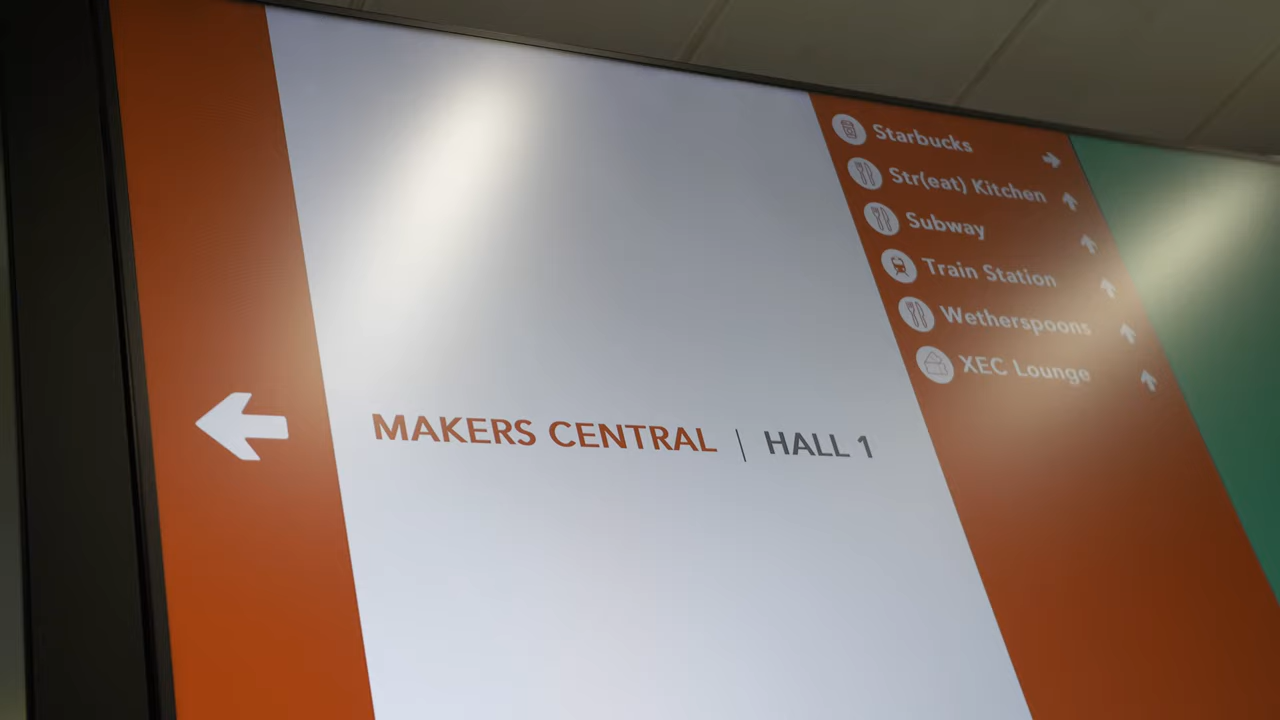 MAKERS CENTRAL | HALL 1
Starbucks
Str(eat) Kitchen
Subway
Train Station
Wetherspoons
XEC Lounge